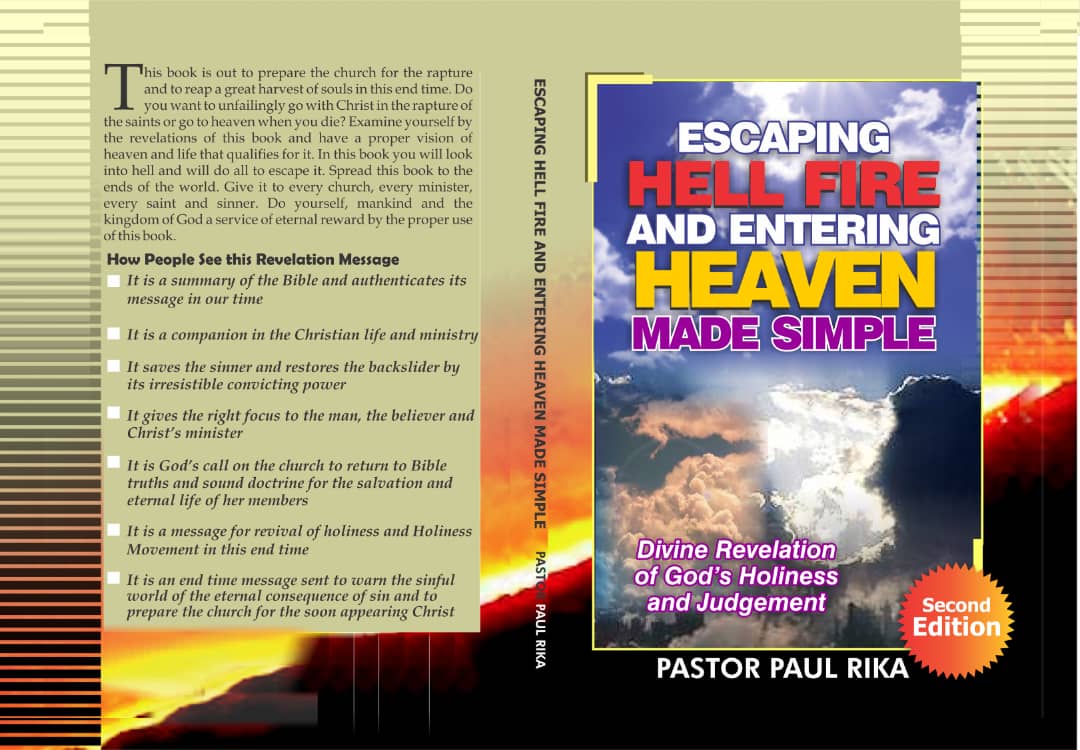 This book is out to prepare the church for the rapture
and to reap a great harvest of souls in this end time. Do
you want to unfailingly go with Christ in the rapture of
the saints or go to heaven when you die? Examine yourself by
the revelations of this book and have a proper vision of
heaven and life that qualifies for it. In this book you will look
into hell and will do all to escape it. Spread this book to the
ends of the world. Give it to every church, every minister,
every saint and sinner. Do yourself, mankind and the
kingdom of God a service of eternal reward by the proper use
of this book.
How People See this Revelation Message
It is a summary of the Bible and authenticates its
message in our time
It is a companion in the Christian life and ministry
It saves the sinner and restores the backslider by
its irresistible convicting power
It gives the right focus to the man, the believer and
Christ's minister
It is God's call on the church to return to Bible
truths and sound doctrine for the salvation and
eternal life of her members
It is a message for revival of holiness and Holiness
Movement in this end time
It is an end time message sent to warn the sinful
world of the eternal consequence of sin and to
prepare the church for the soon appearing Christ
ESCAPING HELL FIRE AND ENTERING HEAVEN MADE SIMPLE PASTOR PAUL RIKA
ESCAPING
HELL FIRE
AND ENTERING
HEAVEN
MADE SIMPLE
Divine Revelation
of God's Holiness
and Judgement
Second
Edition
PASTOR PAUL RIKA